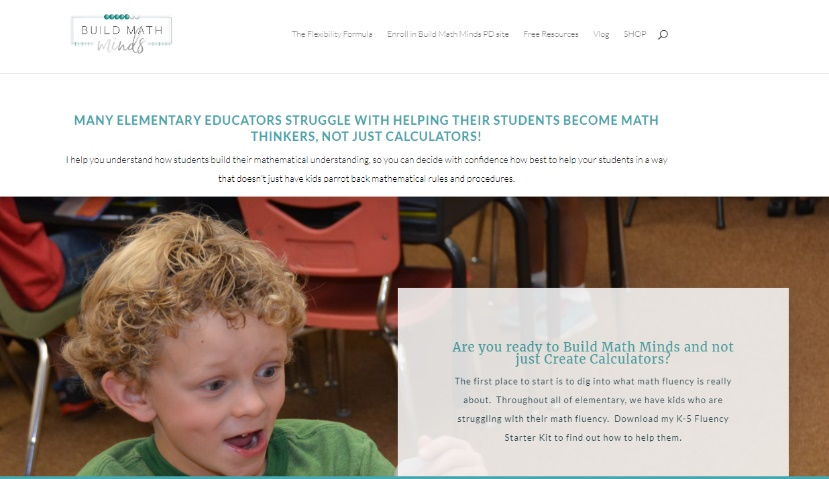 BUILD MATH
minds
The Flexibility Formula Enroll in Build Math Minds PD site Free Resources Vlog SHOP
MANY ELEMENTARY EDUCATORS STRUGGLE WITH HELPING THEIR STUDENTS BECOME MATH
THINKERS, NOT JUST CALCULATORS!
I help you understand how students build their mathematical understanding, so you can decide with confidence how best to help your students in a way
that doesn't just have kids parrot back mathematical rules and procedures.
Are you ready to Build Math Minds and not
just Create Calculators?
The first place to start is to dig into what math fluency is really
about. Throughout all of elementary, we have kids who are
struggling with their math fluency. Download my K-5 Fluency
Starter Kit to find out how to help them.